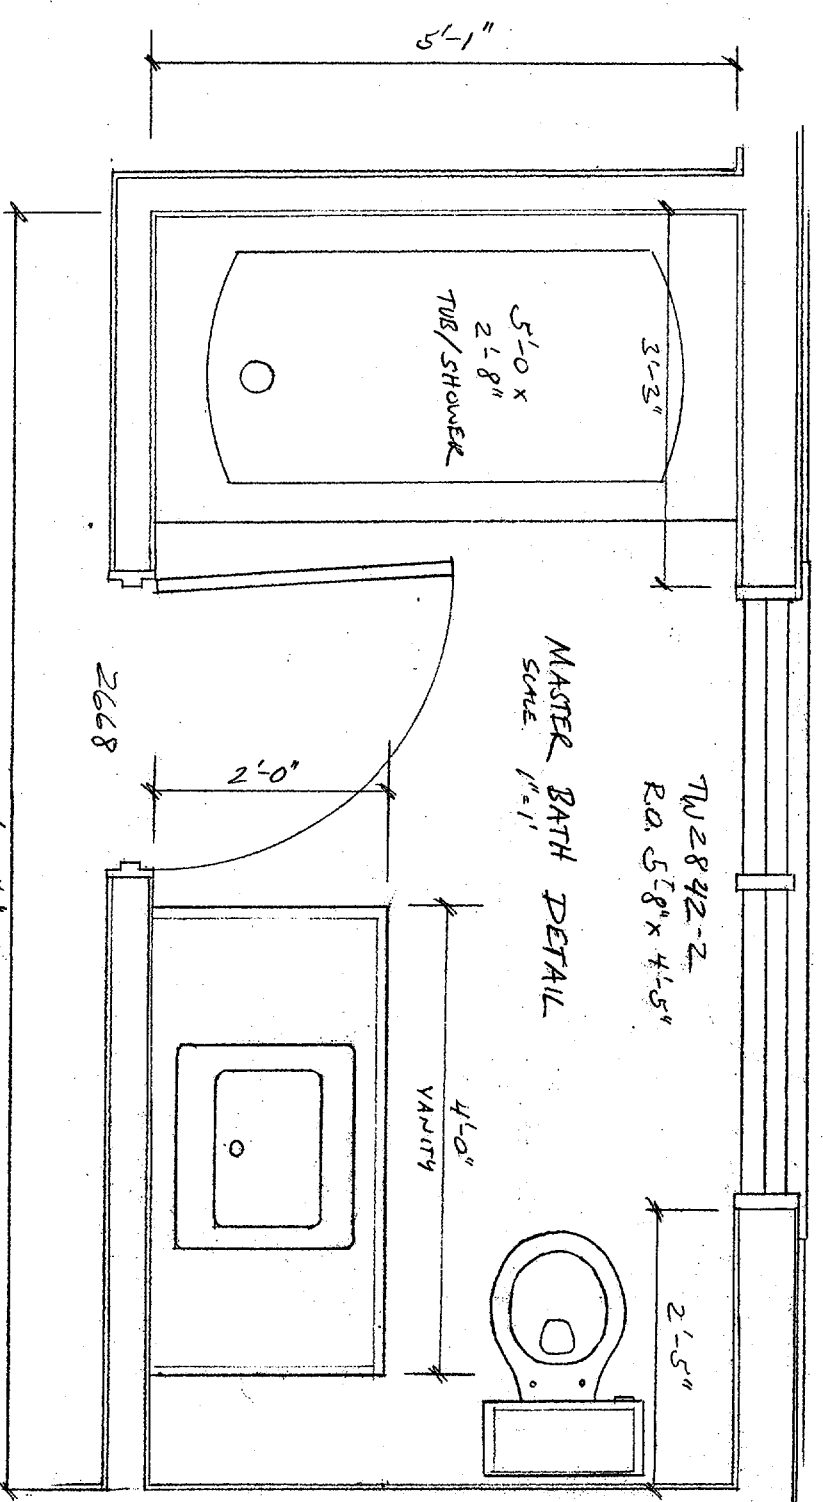 5'-1"
5'-0 x
2'-8"
TUB/SHOWER
3'-3"
2668
2'-0"
MASTER BATH DETAIL
SCALE 1"=1'
TW2842-2
R.O. 5'-8" x 4'-5"
4'-0"
VANITY
2'-5"